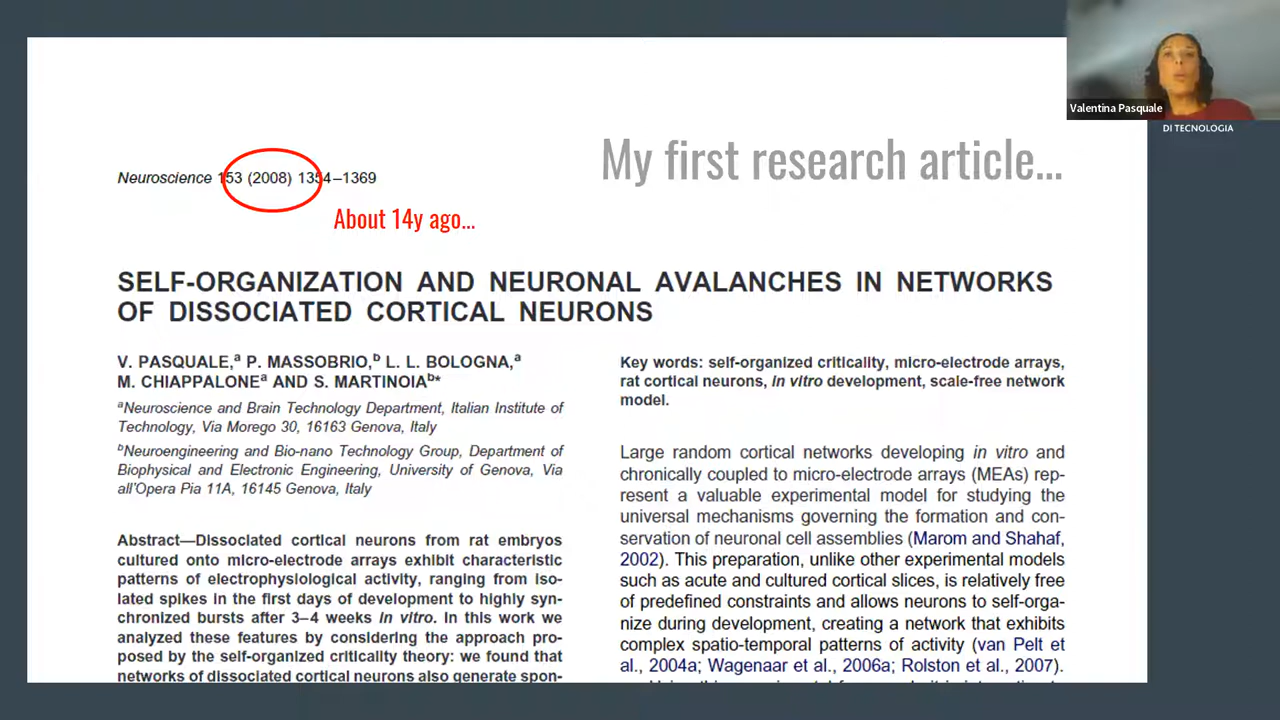 Valentina Pasquale
DI TECNOLOGIA
My first research article...
Neuroscience 153 (2008) 1354–1369
About 14y ago...
SELF-ORGANIZATION AND NEURONAL AVALANCHES IN NETWORKS
OF DISSOCIATED CORTICAL NEURONS
V. PASQUALE,ª P. MASSOBRIO,ᵇ L. L. BOLOGNA,ª
M. CHIAPPALONEª AND S. MARTINOIAᵇ*
ªNeuroscience and Brain Technology Department, Italian Institute of
Technology, Via Morego 30, 16163 Genova, Italy
ᵇNeuroengineering and Bio-nano Technology Group, Department of
Biophysical and Electronic Engineering, University of Genova, Via
all'Opera Pia 11A, 16145 Genova, Italy
Abstract—Dissociated cortical neurons from rat embryos
cultured onto micro-electrode arrays exhibit characteristic
patterns of electrophysiological activity, ranging from iso-
lated spikes in the first days of development to highly syn-
chronized bursts after 3–4 weeks in vitro. In this work we
analyzed these features by considering the approach pro-
posed by the self-organized criticality theory: we found that
networks of dissociated cortical neurons also generate spon-
Key words: self-organized criticality, micro-electrode arrays,
rat cortical neurons, in vitro development, scale-free network
model.
Large random cortical networks developing in vitro and
chronically coupled to micro-electrode arrays (MEAs) rep-
resent a valuable experimental model for studying the
universal mechanisms governing the formation and con-
servation of neuronal cell assemblies (Marom and Shahaf,
2002). This preparation, unlike other experimental models
such as acute and cultured cortical slices, is relatively free
of predefined constraints and allows neurons to self-orga-
nize during development, creating a network that exhibits
complex spatio-temporal patterns of activity (van Pelt et
al., 2004a; Wagenaar et al., 2006a; Rolston et al., 2007).